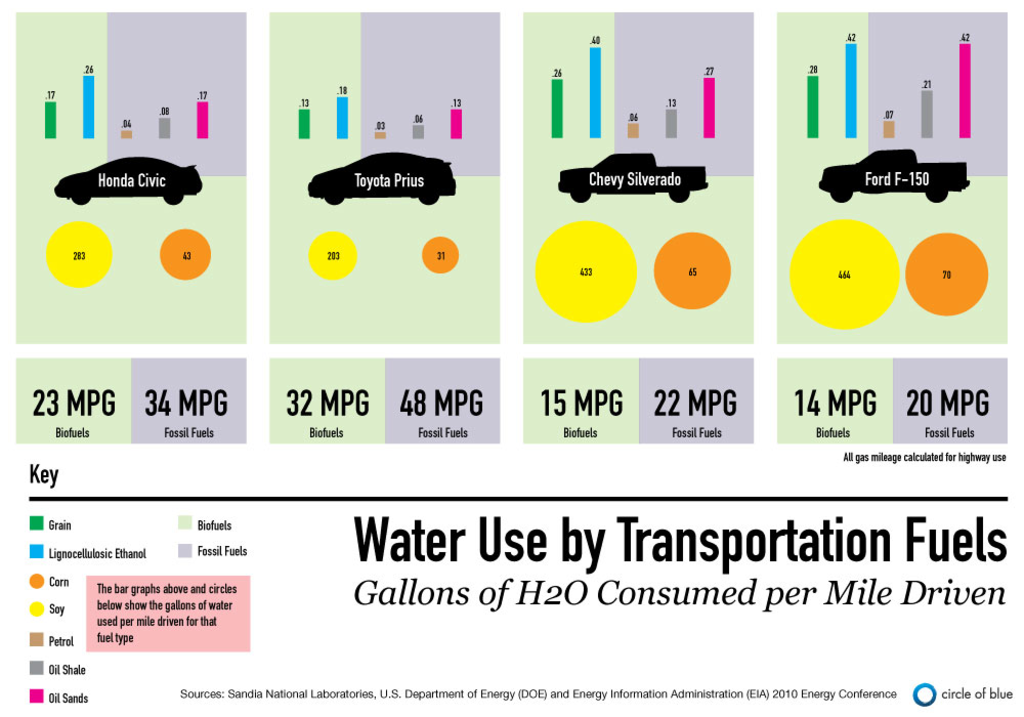 .17
.26
.04
.08
.17
Honda Civic
283
43
.13
.18
.03
.06
.13
Toyota Prius
203
31
.26
.40
.06
.13
.27
Chevy Silverado
433
65
.28
.42
.07
.21
.42
Ford F-150
464
70
23 MPG
Biofuels
34 MPG
Fossil Fuels
32 MPG
Biofuels
48 MPG
Fossil Fuels
15 MPG
Biofuels
22 MPG
Fossil Fuels
14 MPG
Biofuels
20 MPG
Fossil Fuels
All gas mileage calculated for highway use
Key
Grain
Lignocellulosic Ethanol
Corn
Soy
Petrol
Oil Shale
Oil Sands
Biofuels
Fossil Fuels
The bar graphs above and circles
below show the gallons of water
used per mile driven for that
fuel type
Water Use by Transportation Fuels
Gallons of H2O Consumed per Mile Driven
Sources: Sandia National Laboratories, U.S. Department of Energy (DOE) and Energy Information Administration (EIA) 2010 Energy Conference
circle of blue